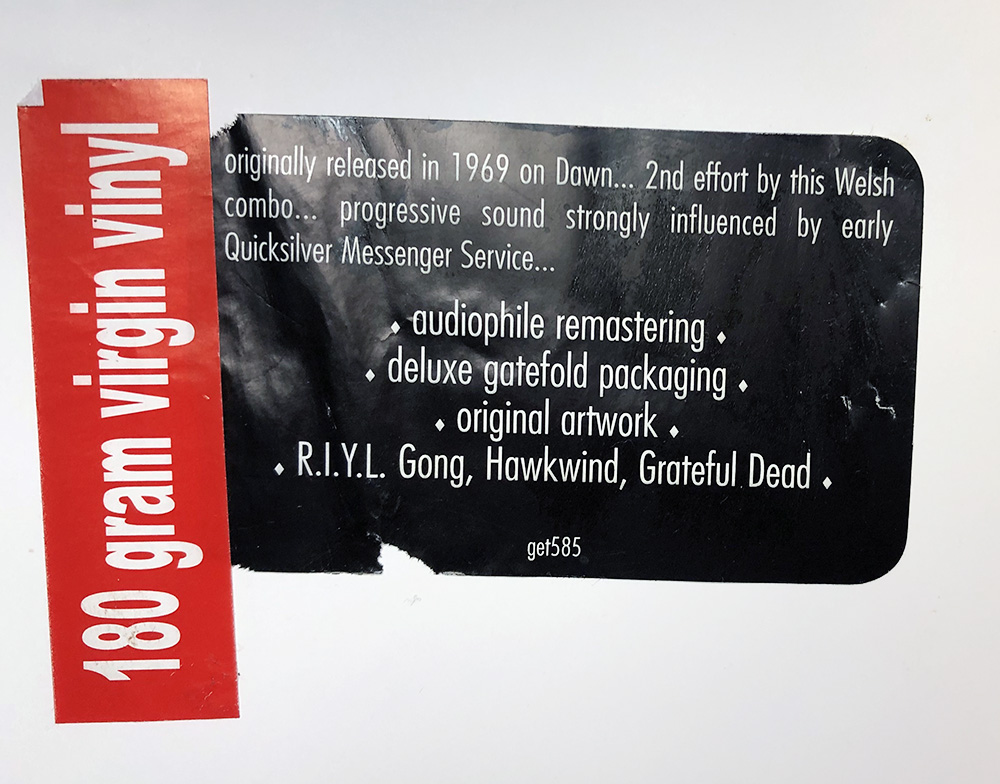 180 gram virgin vinyl
originally released in 1969 on Dawn... 2nd effort by this Welsh
combo... progressive sound strongly influenced by early
Quicksilver Messenger Service...
⬧ audiophile remastering ⬧
⬧ deluxe gatefold packaging ⬧
⬧ original artwork ⬧
⬧ R.I.Y.L. Gong, Hawkwind, Grateful Dead ⬧
get585